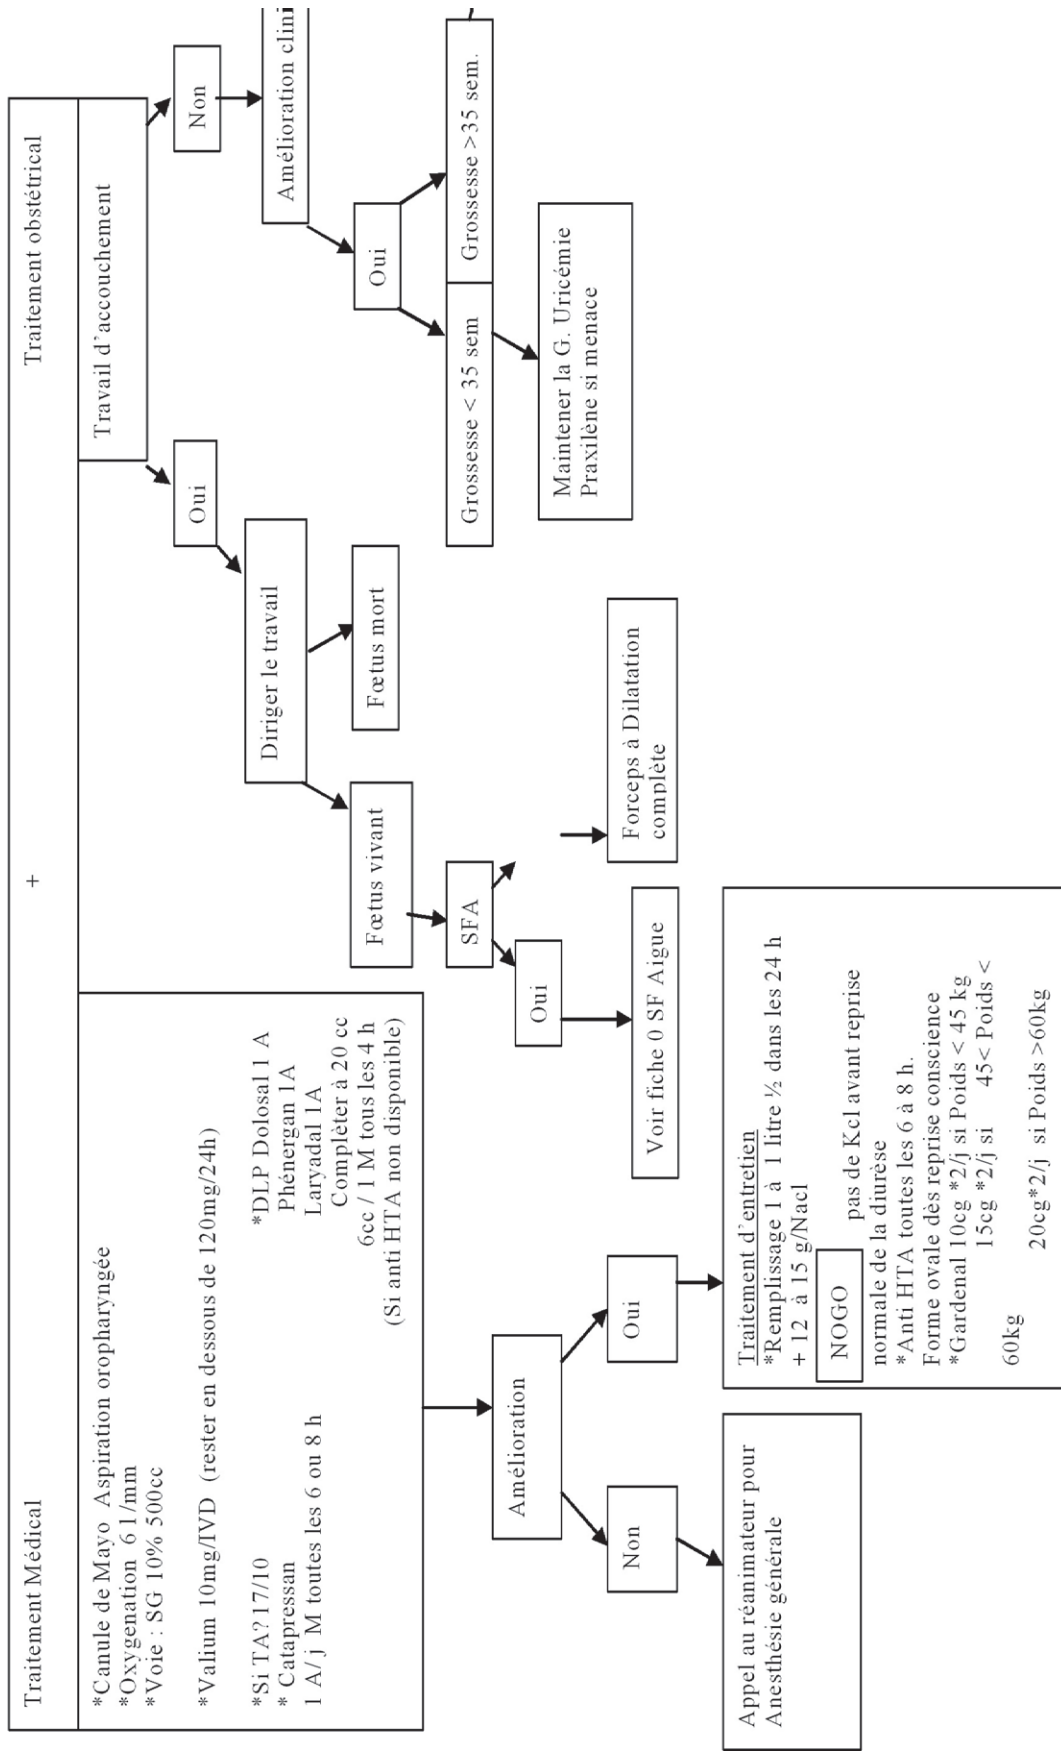 Traitement Médical
+
Traitement obstétrical
*Canule de Mayo Aspiration oropharyngée
*Oxygenation 6 l/mm
*Voie : SG 10% 500cc
*Valium 10mg/IVD (rester en dessous de 120mg/24h)
*Si TA? 17/10
* Catapressan
1 A/ j M toutes les 6 ou 8 h
*DLP Dolosal 1 A
Phénergan 1A
Laryadal 1A
Complèter à 20 cc
6cc / 1 M tous les 4 h
(Si anti HTA non disponible)
Amélioration
Non
Oui
Appel au réanimateur pour
Anesthésie générale
Traitement d'entretien
*Remplissage 1 à 1 litre ½ dans les 24 h
+ 12 à 15 g/Nacl
NOGO
pas de Kcl avant reprise
normale de la diurèse
*Anti HTA toutes les 6 à 8 h.
Forme ovale dès reprise conscience
*Gardenal 10cg *2/j si Poids < 45 kg
15cg *2/j si 45< Poids <
60kg
20cg*2/j si Poids >60kg
Travail d'accouchement
Oui
Non
Diriger le travail
Fœtus vivant
Fœtus mort
SFA
Oui
Voir fiche 0 SF Aigue
Forceps à Dilatation
complète
Amélioration clini
Oui
Grossesse < 35 sem
Grossesse >35 sem.
Maintener la G. Uricémie
Praxilène si menace